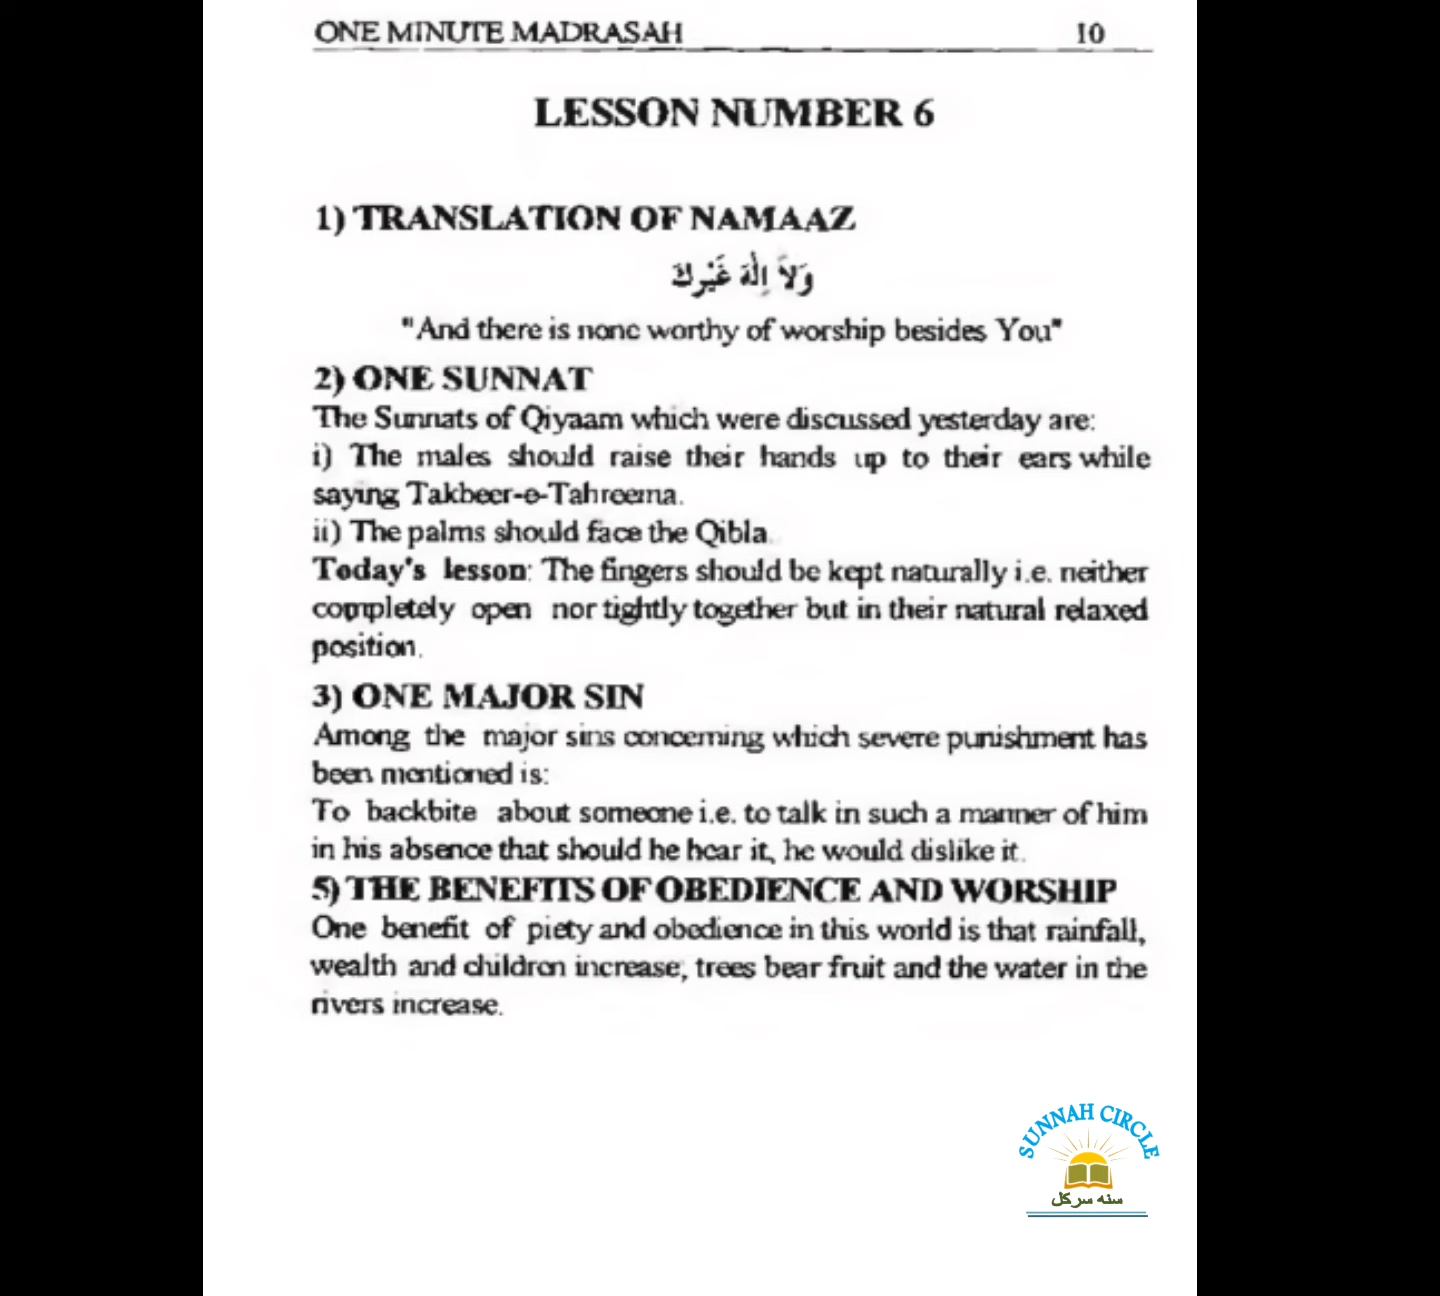 ONE MINUTE MADRASAH 10
LESSON NUMBER 6
1) TRANSLATION OF NAMAAZ
وَلاَ اِلٰهَ غَيْرِكَ
"And there is none worthy of worship besides You"
2) ONE SUNNAT
The Sunnats of Qiyaam which were discussed yesterday are:
i) The males should raise their hands up to their ears while
saying Takbeer-e-Tahreema.
ii) The palms should face the Qibla.
Today's lesson: The fingers should be kept naturally i.e. neither
completely open nor tightly together but in their natural relaxed
position.
3) ONE MAJOR SIN
Among the major sins concerning which severe punishment has
been mentioned is:
To backbite about someone i.e. to talk in such a manner of him
in his absence that should he hear it, he would dislike it.
5) THE BENEFITS OF OBEDIENCE AND WORSHIP
One benefit of piety and obedience in this world is that rainfall,
wealth and children increase; trees bear fruit and the water in the
rivers increase.
SUNNAH CIRCLE
سنه سركل